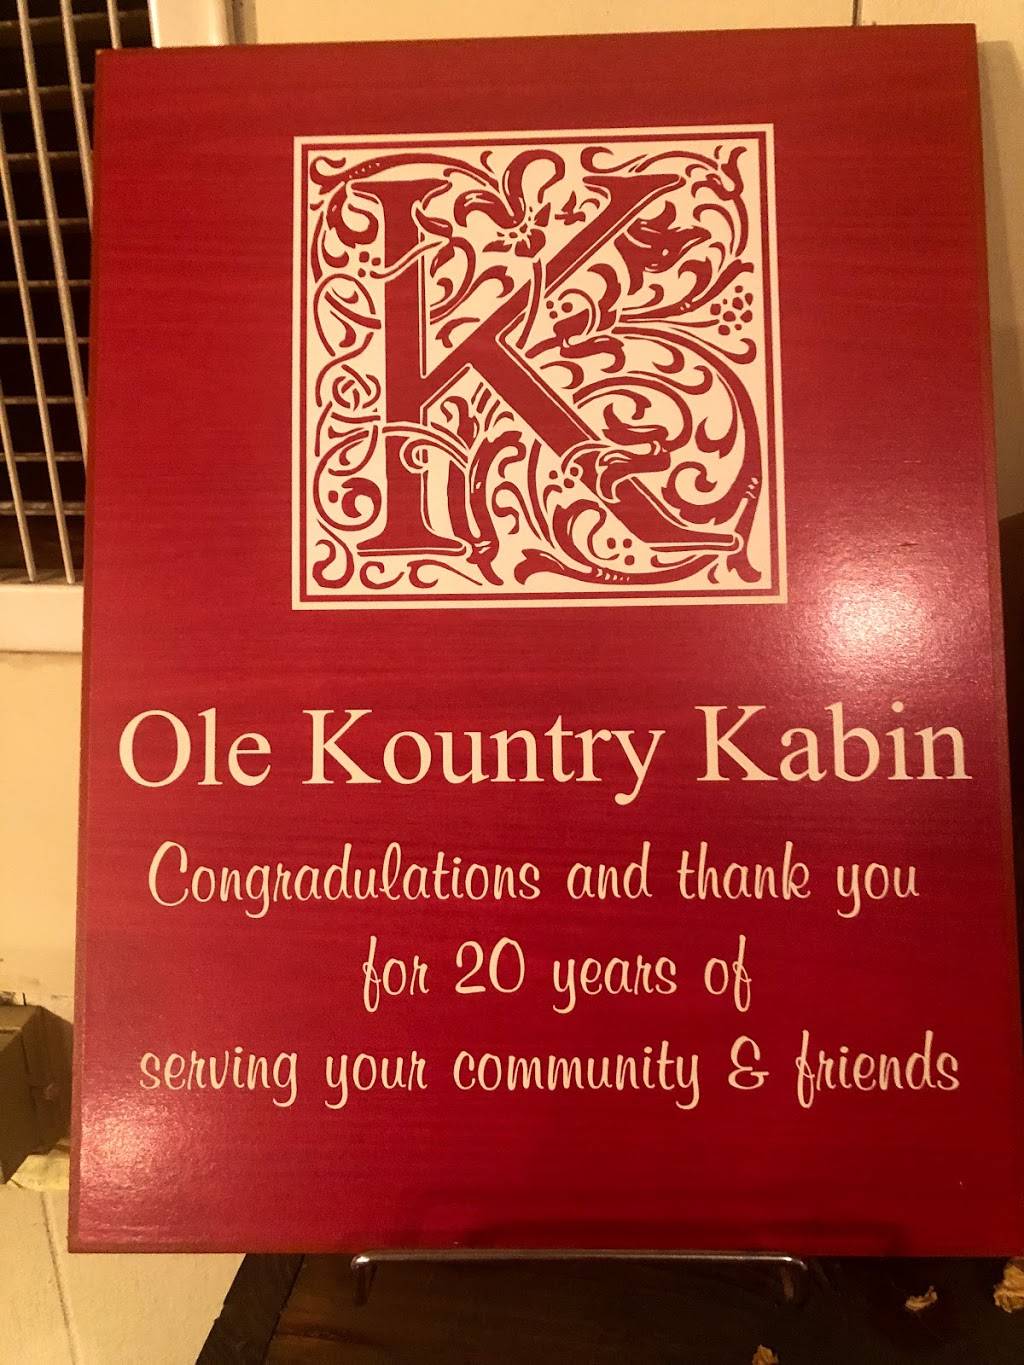 K
Ole Kountry Kabin
Congradulations and thank you
for 20 years of
serving your community & friends